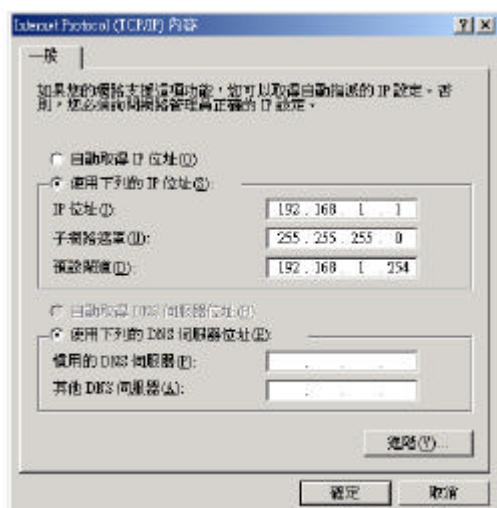 Internet Protocol (TCP/IP) 內容
一般
如果您的網路支援這項功能，您可以取得自動指派的 IP 設定。否
則，您必須詢問網路管理員正確的 IP 設定。
自動取得 IP 位址(O)
使用下列的 IP 位址(S):
IP 位址(I):
192 . 168 . 1 . 1
子網路遮罩(U):
255 . 255 . 255 . 0
預設閘道(D):
192 . 168 . 1 . 254
自動取得 DNS 伺服器位址(B)
使用下列的 DNS 伺服器位址(E):
慣用的 DNS 伺服器(P):
其他 DNS 伺服器(A):
進階(V)...
確定
取消